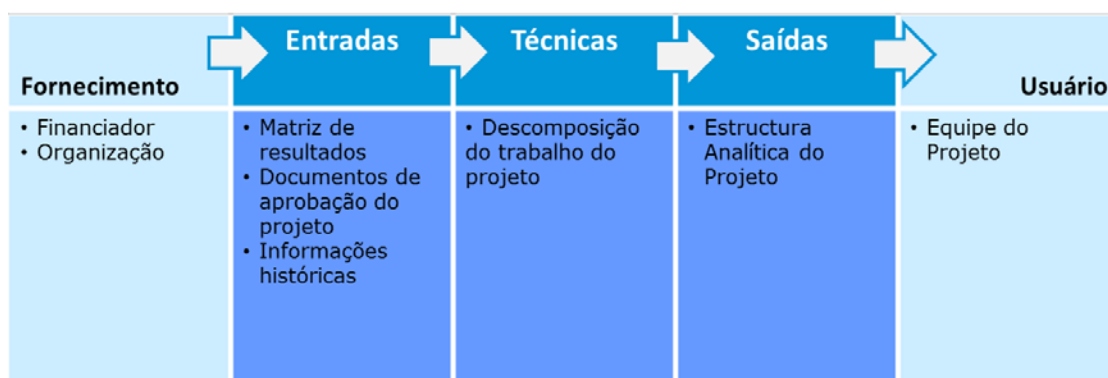 Fornecimento
Entradas
Técnicas
Saídas
Usuário
• Financiador
• Organização
• Matriz de
resultados
• Documentos de
aprobação do
projeto
• Informações
históricas
• Descomposição
do trabalho do
projeto
• Estructura
Analítica do
Projeto
• Equipe do
Projeto